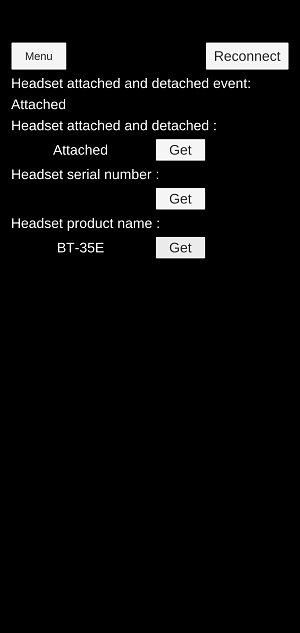 Menu Reconnect
Headset attached and detached event:
Attached
Headset attached and detached :
Attached Get
Headset serial number :
Get
Headset product name :
BT-35E Get